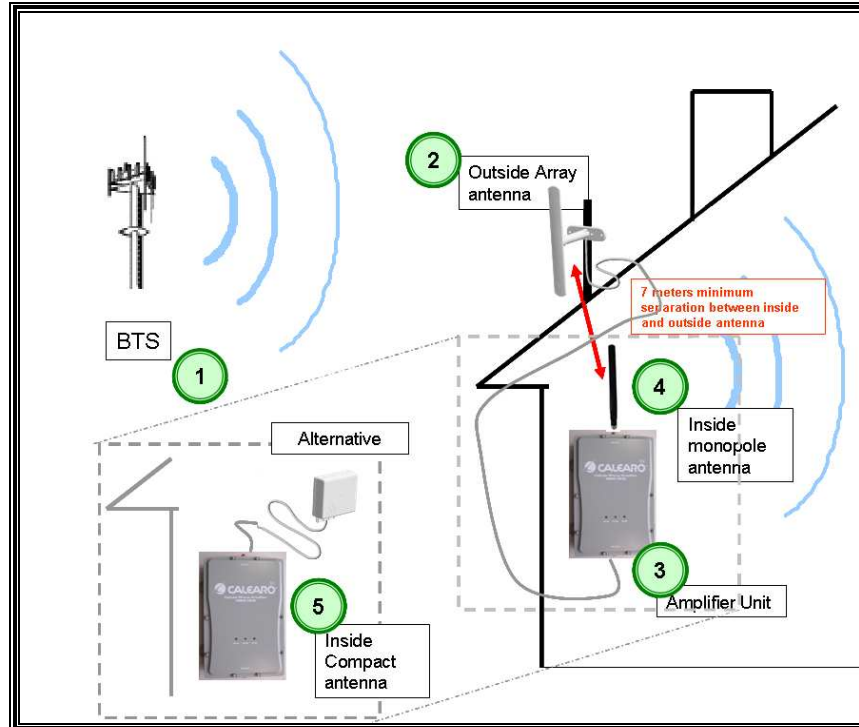 2
Outside Array
antenna
7 meters minimum
separation between inside
and outside antenna
BTS
1
4
Inside
monopole
antenna
CALEARO
3
Amplifier Unit
Alternative
CALEARO
5
Inside
Compact
antenna